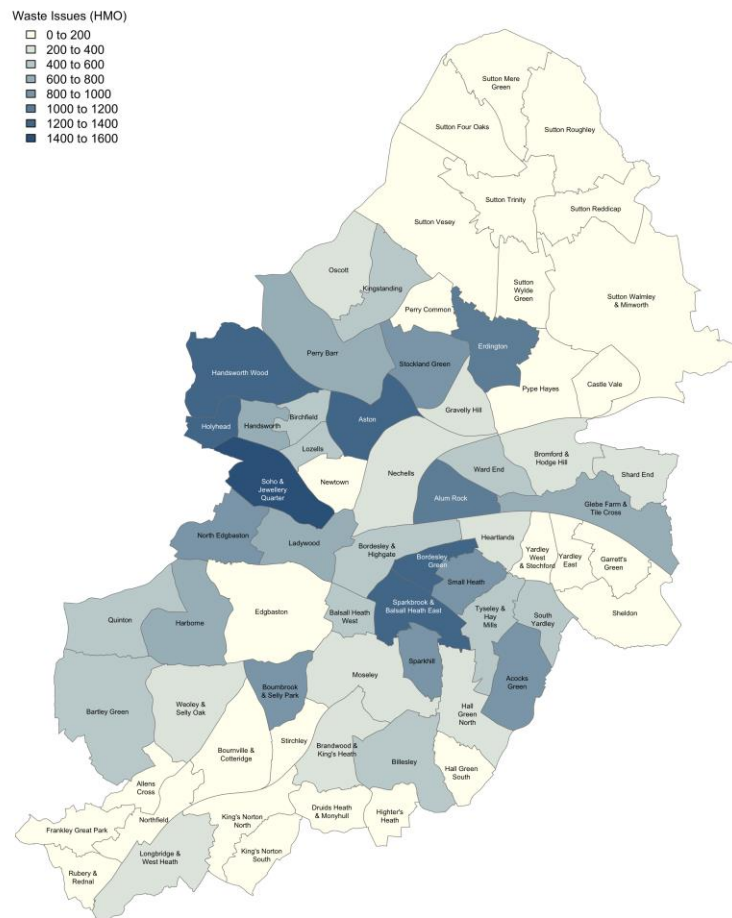 Waste Issues (HMO)
0 to 200
200 to 400
400 to 600
600 to 800
800 to 1000
1000 to 1200
1200 to 1400
1400 to 1600
Sutton Mere
Green
Sutton Four Oaks
Sutton Roughley
Sutton Trinity
Sutton Reddicap
Sutton Vesey
Sutton
Wylde
Green
Sutton Walmley
& Minworth
Oscott
Kingstanding
Perry Common
Perry Barr
Stockland Green
Erdington
Handsworth Wood
Pype Hayes
Castle Vale
Gravelly Hill
Aston
Birchfield
Holyhead
Handsworth
Lozells
Bromford &
Hodge Hill
Ward End
Shard End
Nechells
Newtown
Soho &
Jewellery
Quarter
Alum Rock
Glebe Farm &
Tile Cross
North Edgbaston
Ladywood
Bordesley &
Highgate
Heartlands
Bordesley
Green
Yardley
West
& Stechford
Yardley
East
Garrett's
Green
Small Heath
Edgbaston
Balsall Heath
West
Sparkbrook &
Balsall Heath East
Tyseley &
Hay
Mills
South
Yardley
Sheldon
Quinton
Harborne
Sparkhill
Acocks
Green
Moseley
Bournbrook
& Selly Park
Weoley &
Selly Oak
Bartley Green
Hall
Green
North
Stirchley
Bournville &
Cotteridge
Brandwood &
King's Heath
Billesley
Hall Green
South
Allens
Cross
Frankley Great Park
Northfield
King's Norton
North
Druids Heath
& Monyhull
Highter's
Heath
Longbridge &
West Heath
King's Norton
South
Rubery &
Rednal